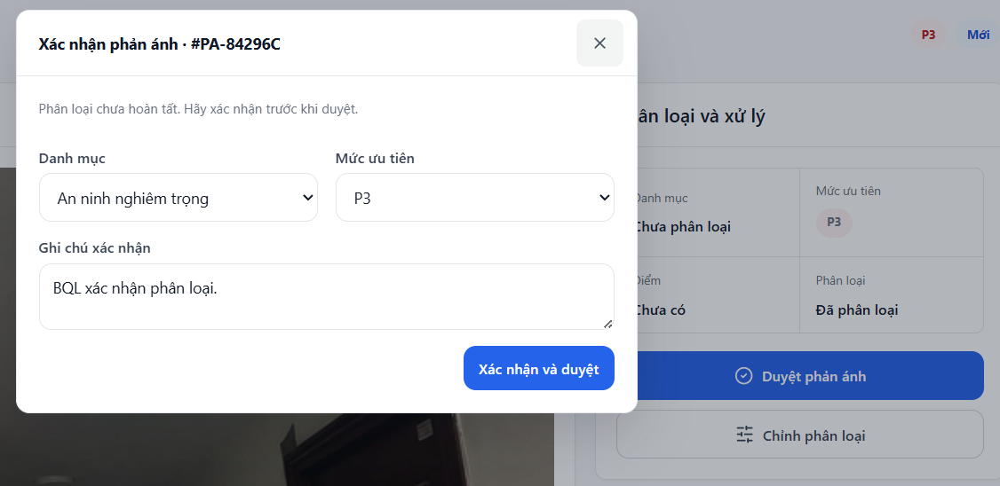 Xác nhận phản ánh · #PA-84296C
P3
Mới
Phân loại chưa hoàn tất. Hãy xác nhận trước khi duyệt.
Danh mục
Mức ưu tiên
An ninh nghiêm trọng
P3
Ghi chú xác nhận
BQL xác nhận phân loại.
Xác nhận và duyệt
loại và xử lý
Danh mục
Chưa phân loại
Mức ưu tiên
P3
Điểm
Chưa có
Phân loại
Đã phân loại
Duyệt phản ánh
Chỉnh phân loại